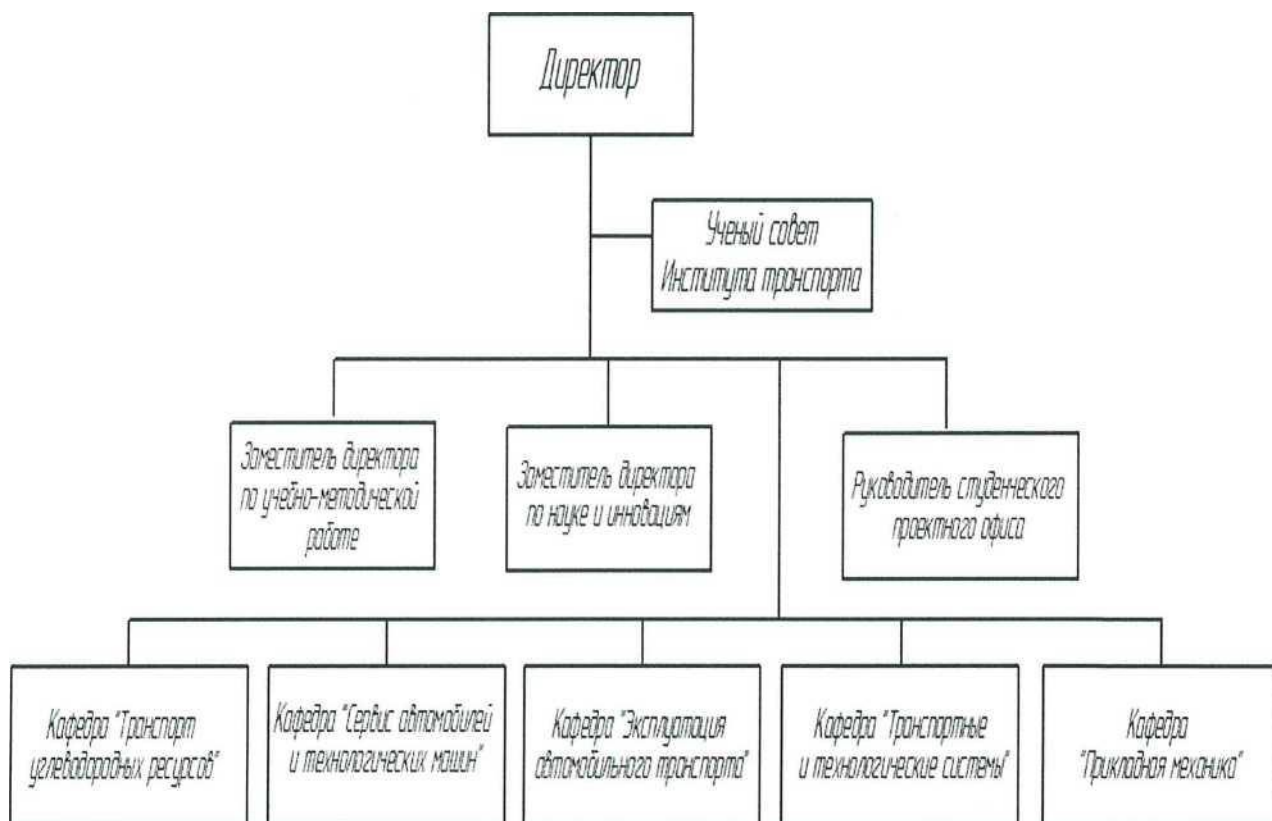 Директор
Ученый совет
Института транспорта
Заместитель директора
по учебно-методической
работе
Заместитель директора
по науке и инновациям
Руководитель студенческого
проектного офиса
Кафедра "Транспорт
углеводородных ресурсов"
Кафедра "Сервис автомобилей
и технологических машин"
Кафедра "Эксплуатация
автомобильного транспорта"
Кафедра "Транспортные
и технологические системы"
Кафедра
"Прикладная механика"